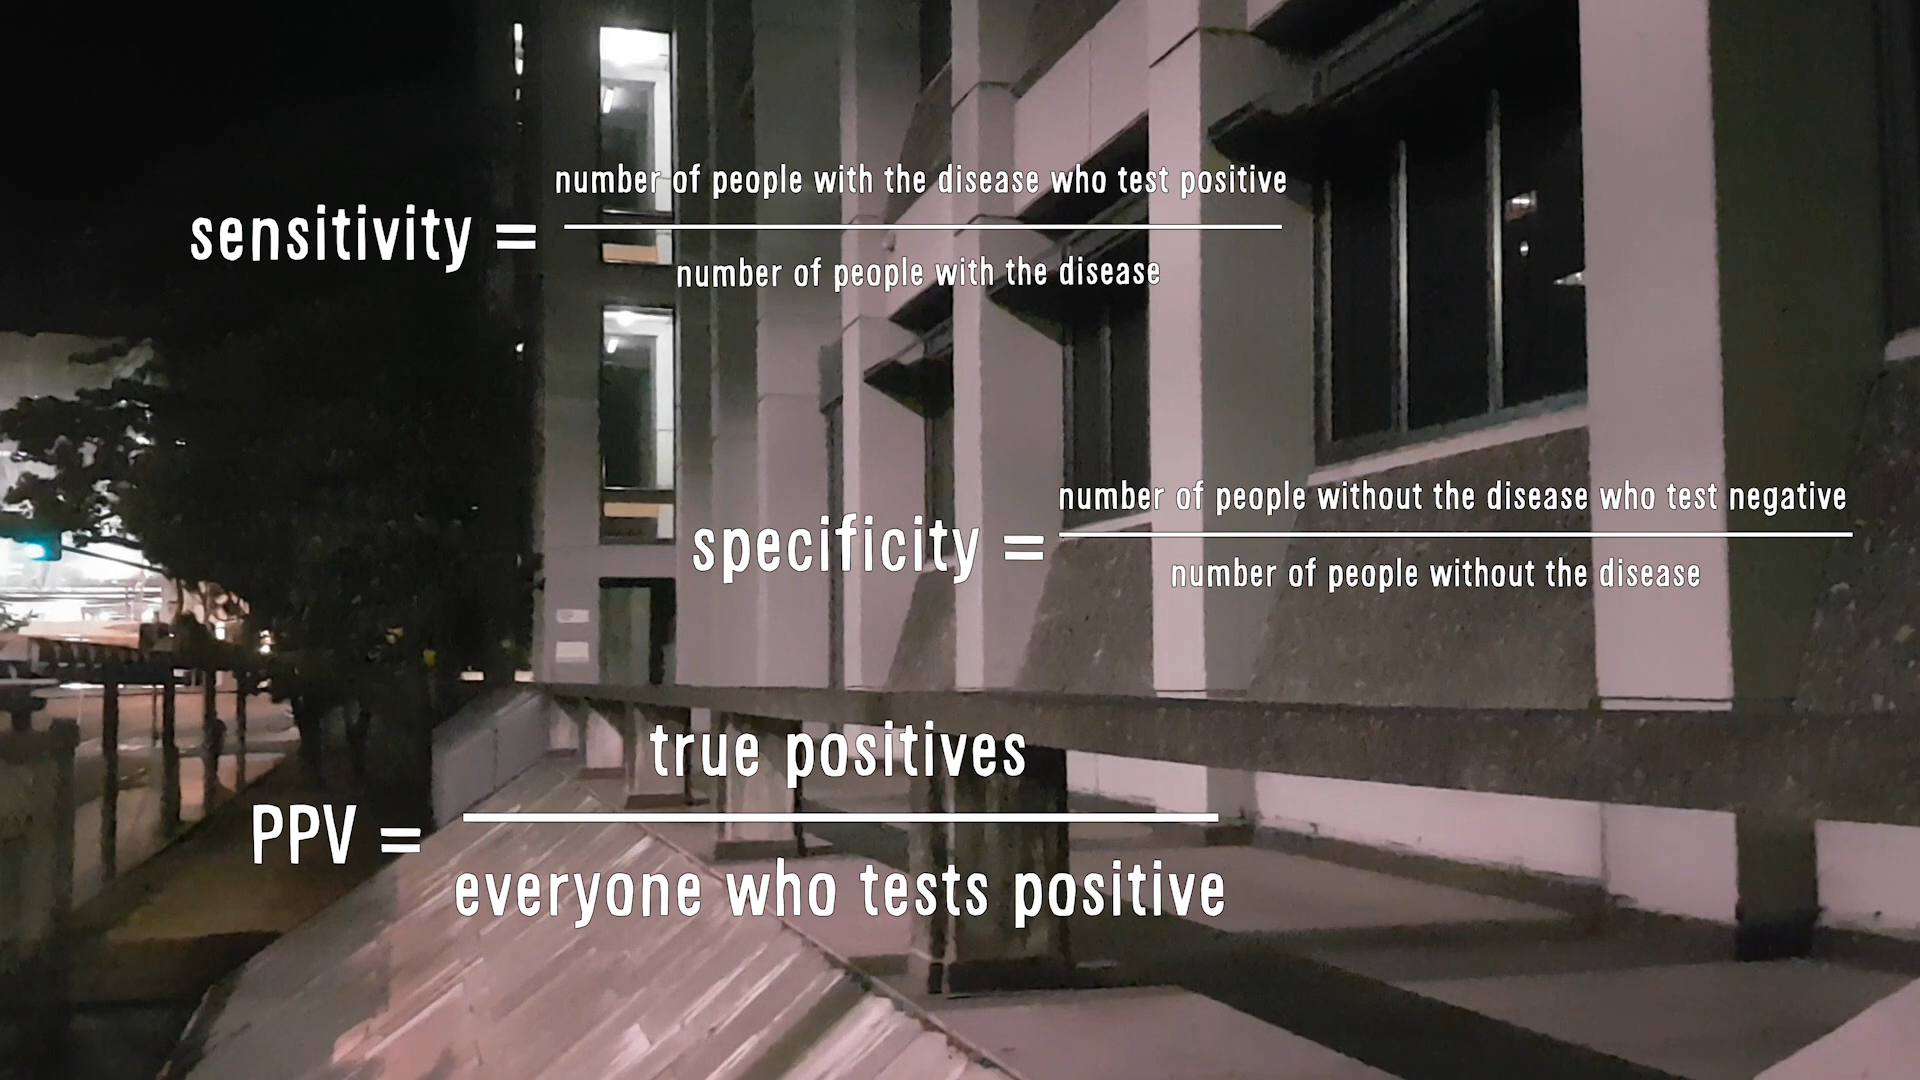 number of people with the disease who test positive
sensitivity =
number of people with the disease
number of people without the disease who test negative
specificity =
number of people without the disease
true positives
PPV =
everyone who tests positive